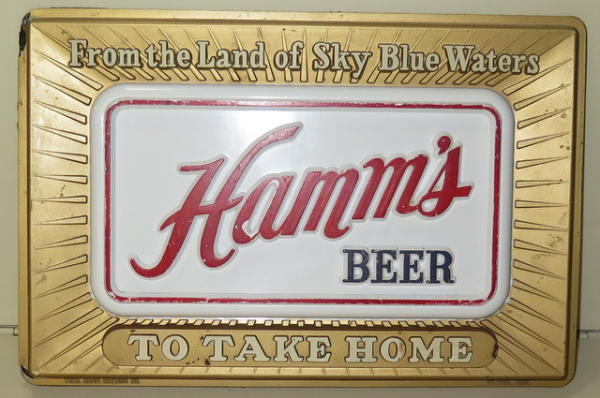 From the Land of Sky Blue Waters
Hamm's
BEER
TO TAKE HOME